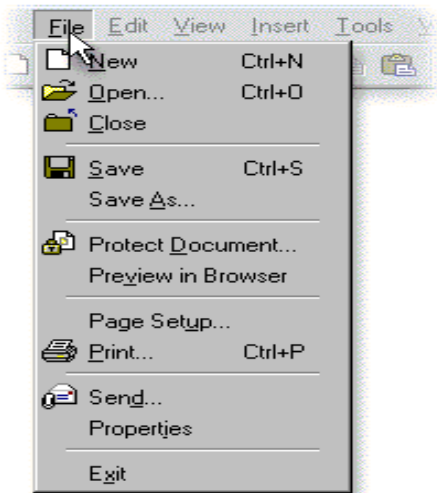 File Edit View Insert Tools
New Ctrl+N
Open... Ctrl+O
Close
Save Ctrl+S
Save As...
Protect Document...
Preview in Browser
Page Setup...
Print... Ctrl+P
Send...
Properties
Exit